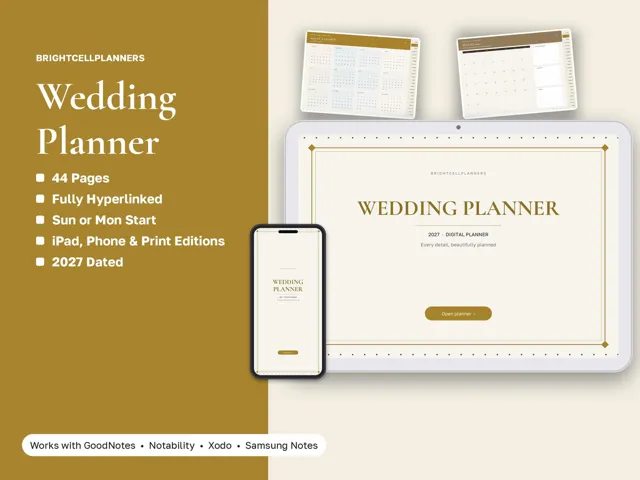 BRIGHTCELLPLANNERS
Wedding
Planner
44 Pages
Fully Hyperlinked
Sun or Mon Start
iPad, Phone & Print Editions
2027 Dated
Works with GoodNotes • Notability • Xodo • Samsung Notes
BRIGHTCELLPLANNERS
WEDDING PLANNER
2027 · DIGITAL PLANNER
Every detail, beautifully planned
Open planner
WEDDING
PLANNER